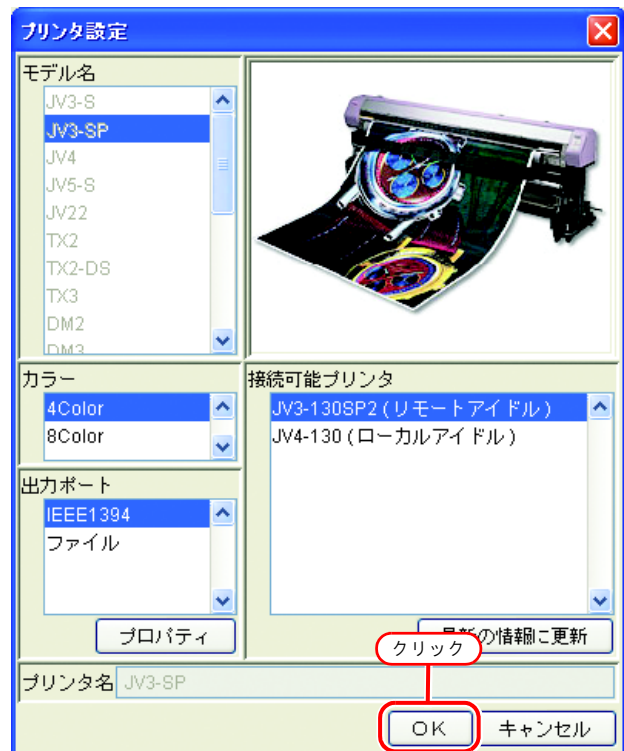 プリンタ設定
モデル名
JV3-S
JV3-SP
JV4
JV5-S
JV22
TX2
TX2-DS
TX3
DM2
DM3
カラー
4Color
8Color
出力ポート
IEEE1394
ファイル
プロパティ
接続可能プリンタ
JV3-130SP2 (リモートアイドル)
JV4-130 (ローカルアイドル)
最新の情報に更新
クリック
プリンタ名 JV3-SP
OK キャンセル